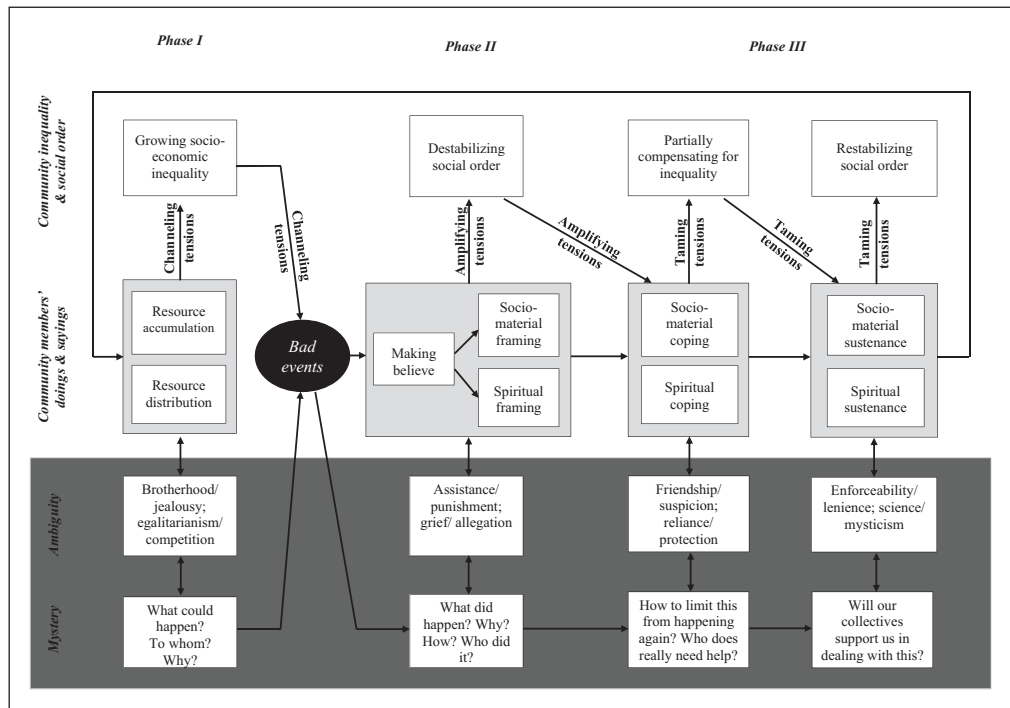 Phase I
Phase II
Phase III
Community inequality
& social order
Growing socio-
economic
inequality
Destabilizing
social order
Partially
compensating for
inequality
Restabilizing
social order
Channeling
tensions
Channeling
tensions
Amplifying
tensions
Amplifying
tensions
Taming
tensions
Taming
tensions
Taming
tensions
Community members'
doings & sayings
Resource
accumulation
Resource
distribution
Bad
events
Making
believe
Socio-
material
framing
Spiritual
framing
Socio-
material
coping
Spiritual
coping
Socio-
material
sustenance
Spiritual
sustenance
Ambiguity
Brotherhood/
jealousy;
egalitarianism/
competition
Assistance/
punishment;
grief/ allegation
Friendship/
suspicion;
reliance/
protection
Enforceability/
lenience; science/
mysticism
Mystery
What could
happen?
To whom?
Why?
What did
happen? Why?
How? Who did
it?
How to limit this
from happening
again? Who does
really need help?
Will our
collectives
support us in
dealing with this?